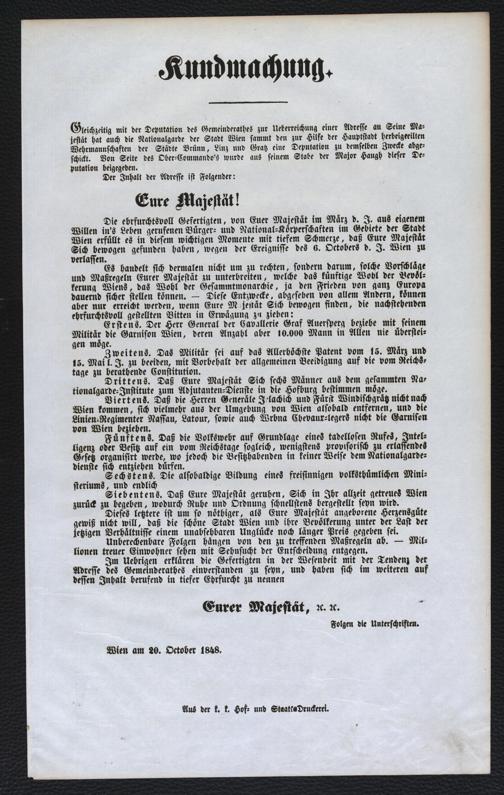 Kundmachung.
Gleichzeitig mit der Deputation des Gemeinderathes zur Ueberreichung einer Adresse an Seine Ma-
jestät hat auch die Nationalgarde der Stadt Wien sammt den zur Hilfe der Hauptstadt herbeigeeilten
Wehrmannschaften der Städte Brünn, Linz und Gratz eine Deputation zu demselben Zwecke abge-
schickt. Von Seite des Ober-Commando's wurde aus seinem Stabe der Major Haugh dieser De-
putation beigegeben.
Der Inhalt der Adresse ist Folgender:
Eure Majestät!
Die ehrfurchtsvoll Gefertigten, von Euer Majestät im März d. J. aus eigenem
Willen in's Leben gerufenen Bürger- und National-Körperschaften im Gebiete der Stadt
Wien erfüllt es in diesem wichtigen Momente mit tiefem Schmerze, daß Eure Majestät
Sich bewogen gefunden haben, wegen der Ereignisse des 6. Octobers d. J. Wien zu
verlassen.
Es handelt sich dermalen nicht um zu rechten, sondern darum, solche Vorschläge
und Maßregeln Eurer Majestät zu unterbreiten, welche das künftige Wohl der Bevöl-
kerung Wiens, das Wohl der Gesammtmonarchie, ja den Frieden von ganz Europa
dauernd sicher stellen können. — Diese Entzwecke, abgesehen von allem Andern, können
aber nur erreicht werden, wenn Eure M jestät Sich bewogen finden, die nachstehenden
ehrfurchtsvoll gestellten Bitten in Erwägung zu ziehen:
Erstens. Der Herr General der Cavallerie Graf Auersperg beziehe mit seinem
Militär die Garnison Wien, deren Anzahl aber 10.000 Mann in Allen nie überstei-
gen möge.
Zweitens. Das Militär sei auf das Allerhöchste Patent vom 15. März und
15. Mai l. J. zu beeiden, mit Vorbehalt der allgemeinen Beeidigung auf die vom Reichs-
tage zu berathende Constitution.
Drittens. Daß Eure Majestät Sich sechs Männer aus dem gesammten Na-
tionalgarde-Institute zum Adjutanten-Dienste in die Hofburg bestimmen möge.
Viertens. Daß die Herren Generäle Jellachich und Fürst Windischgrätz nicht nach
Wien kommen, sich vielmehr aus der Umgebung von Wien alsobald entfernen, und die
Linien-Regimenter Nassau, Latour, sowie auch Wrbna Chevaux-legers nicht die Garnison
von Wien beziehen.
Fünftens. Daß die Volkswehr auf Grundlage eines tadellosen Rufes, Intel-
ligenz oder Besitz auf ein vom Reichstage sogleich, wenigstens provisorisch zu erlassendes
Gesetz organisirt werde, wo jedoch die Besitzhabenden in keiner Weise dem Nationalgarde-
dienste sich entziehen dürfen.
Sechstens. Die alsobaldige Bildung eines freisinnigen volksthümlichen Mini-
steriums, und endlich
Siebentens. Daß Eure Majestät geruhen, Sich in Ihr allzeit getreues Wien
zurück zu begeben, wodurch Ruhe und Ordnung schnellstens hergestellt seyn wird.
Dieses letztere ist um so nöthiger, als Eure Majestät angeborene Herzensgüte
gewiß nicht will, daß die schöne Stadt Wien und ihre Bevölkerung unter der Last der
jetzigen Verhältnisse einem unabsehbaren Unglück noch länger Preis gegeben sei.
Unberechenbare Folgen hängen von den zu treffenden Maßregeln ab. — Mil-
lionen treuer Einwohner sehen mit Sehnsucht der Entscheidung entgegen.
Im Uebrigen erklären die Gefertigten in der Wesenheit mit der Tendenz der
Adresse des Gemeinderathes einverstanden zu seyn, und haben sich im weiteren auf
dessen Inhalt berufend in tiefer Ehrfurcht zu nennen
Eurer Majestät, ꝛc. ꝛc.
Folgen die Unterschriften.
Wien am 20. October 1848.
Aus der k. k. Hof- und Staats-Druckerei.